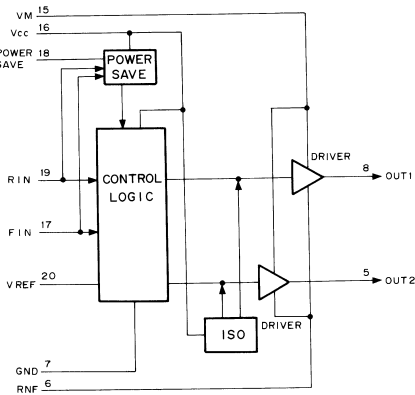 VM 15
Vcc 16
POWER SAVE 18
POWER SAVE
RIN 19
CONTROL LOGIC
DRIVER
8 OUT1
FIN 17
VREF 20
5 OUT2
DRIVER
ISO
GND 7
RNF 6